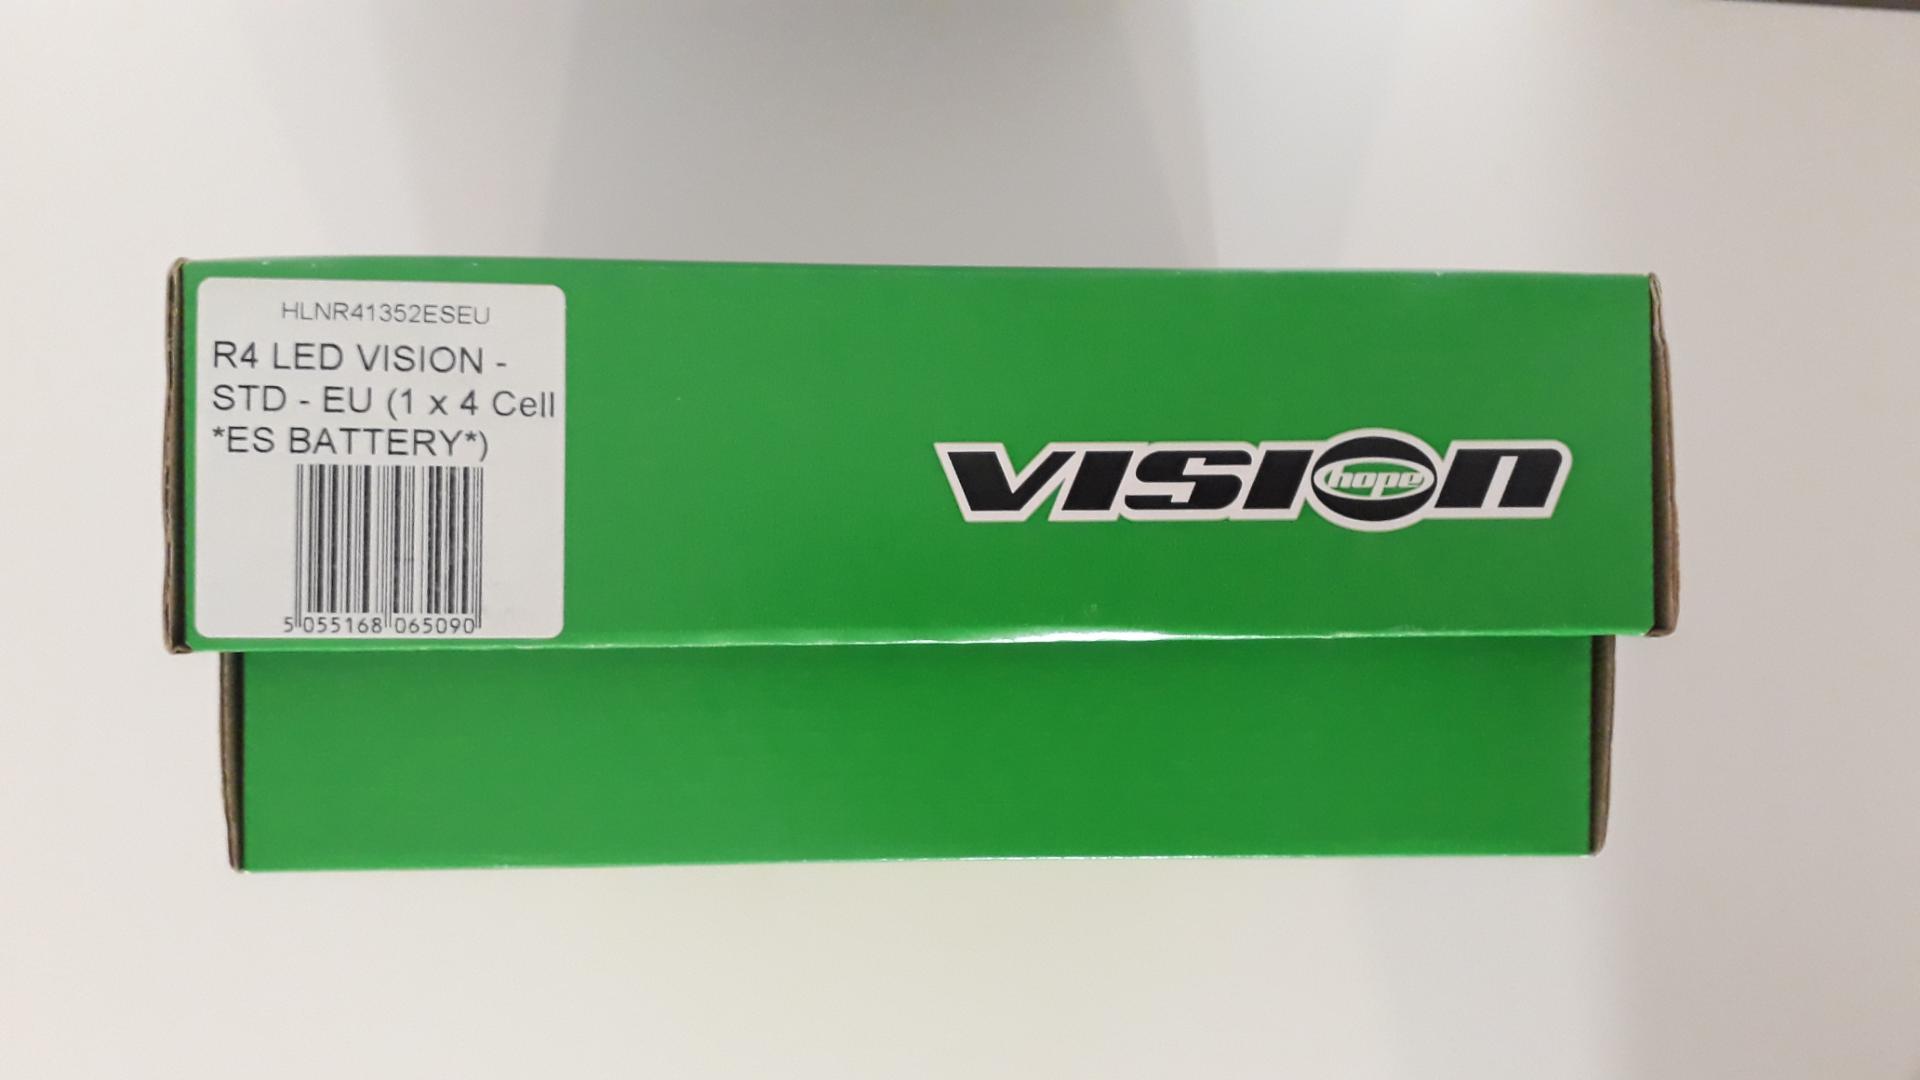 HLNR41352ESEU
R4 LED VISION -
STD - EU (1 x 4 Cell
*ES BATTERY*)
5 055168 065090
VISION
hope